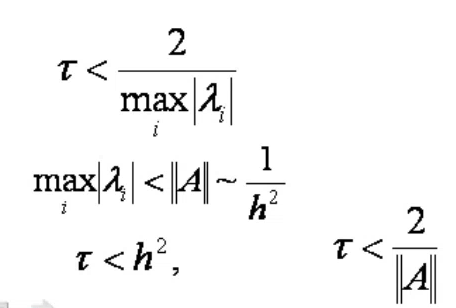 τ < 2 / max_i |λ_i|
max_i |λ_i| < ‖A‖ ~ 1 / h²
τ < h²,
τ < 2 / ‖A‖